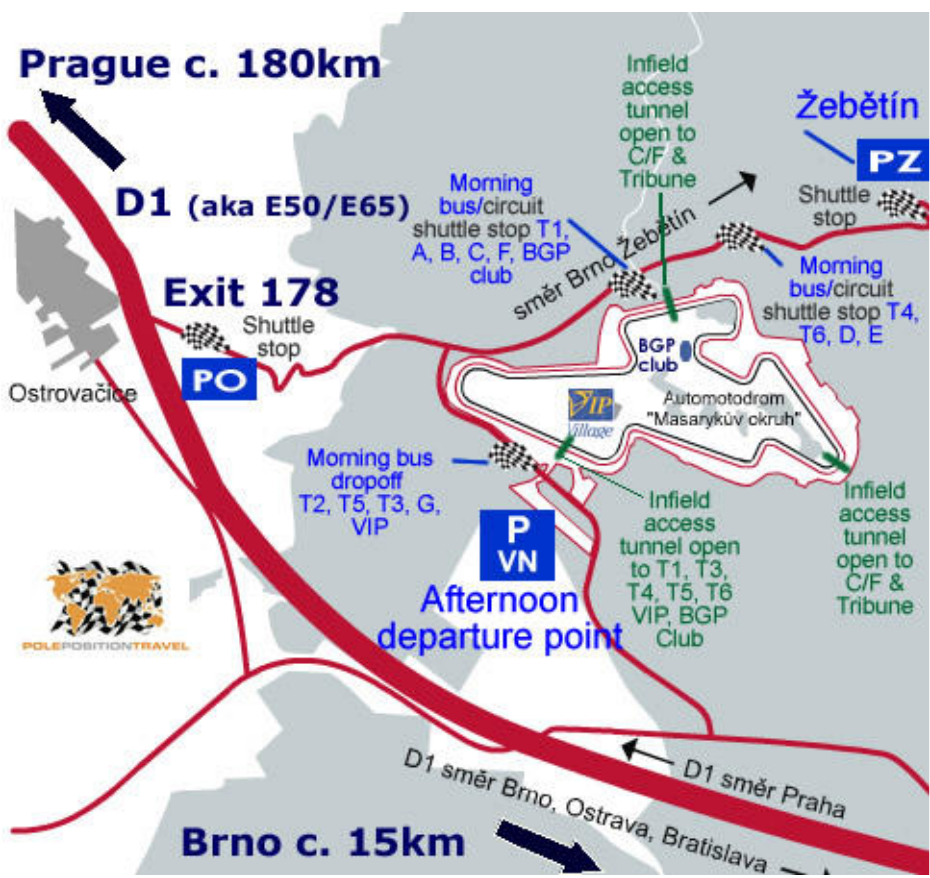 Prague c. 180km
D1 (aka E50/E65)
Exit 178
Shuttle
stop
PO
Ostrovačice
Morning
bus/circuit
shuttle stop T1,
A, B, C, F, BGP
club
Infield
access
tunnel
open to
C/F &
Tribune
směr Brno Žebětín
Žebětín
PZ
Shuttle
stop
Morning
bus/circuit
shuttle stop T4,
T6, D, E
BGP
club
Automotodrom
"Masarykův okruh"
VIP
Village
Morning bus
dropoff
T2, T5, T3, G,
VIP
P
VN
Afternoon
departure point
Infield
access
tunnel open
to T1, T3,
T4, T5, T6
VIP, BGP
Club
Infield
access
tunnel
open to
C/F &
Tribune
POLEPOSITIONTRAVEL
D1 směr Praha
D1 směr Brno, Ostrava, Bratislava
Brno c. 15km